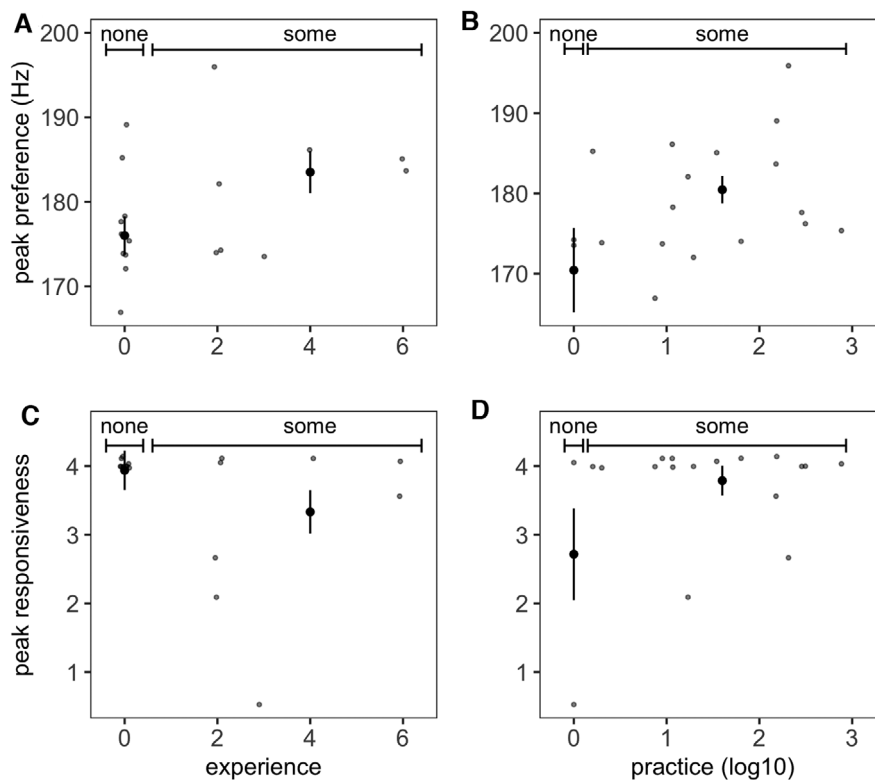 A
B
none
some
none
some
200
190
180
170
peak preference (Hz)
0
2
4
6
200
190
180
170
0
1
2
3
C
D
none
some
none
some
4
3
2
1
peak responsiveness
0
2
4
6
experience
4
3
2
1
0
1
2
3
practice (log10)